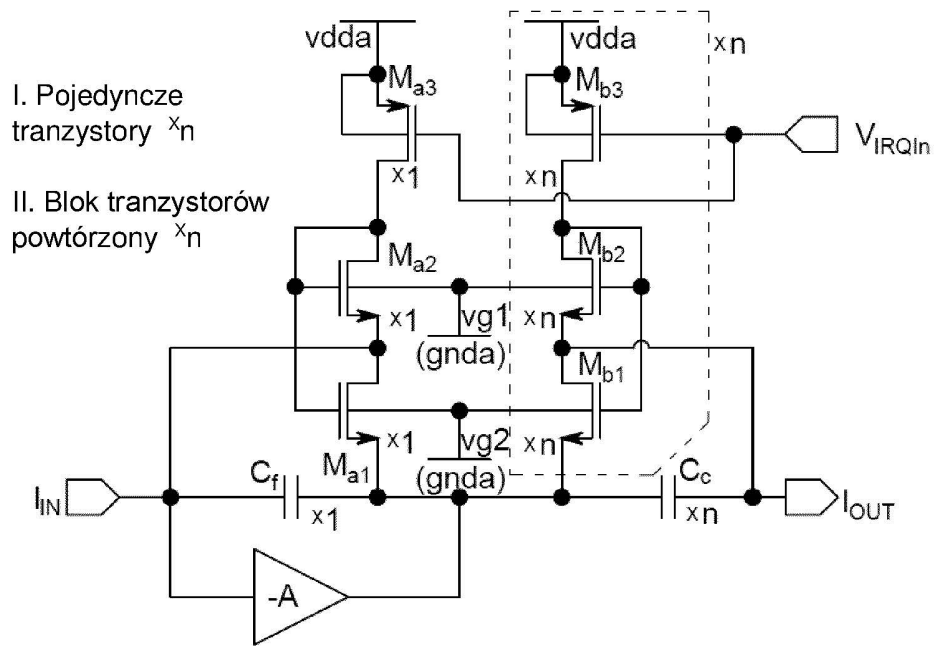 vdda
vdda
xn
I. Pojedyncze
tranzystory xn
Ma3
Mb3
VIRQIn
x1
xn
II. Blok tranzystorów
powtórzony xn
Ma2
Mb2
x1
vg1
xn
(gnda)
Mb1
x1
vg2
xn
Ma1
(gnda)
Cf
Cc
IIN
x1
xn
IOUT
-A